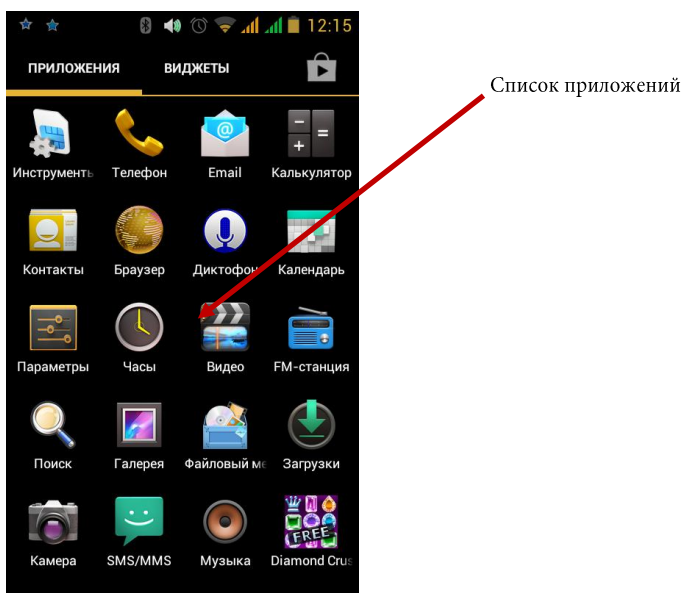 12:15
ПРИЛОЖЕНИЯ ВИДЖЕТЫ
Список приложений
Инструменть Телефон Email Калькулятор
Контакты Браузер Диктофон Календарь
Параметры Часы Видео FM-станция
Поиск Галерея Файловый ме Загрузки
FREE
Камера SMS/MMS Музыка Diamond Crus